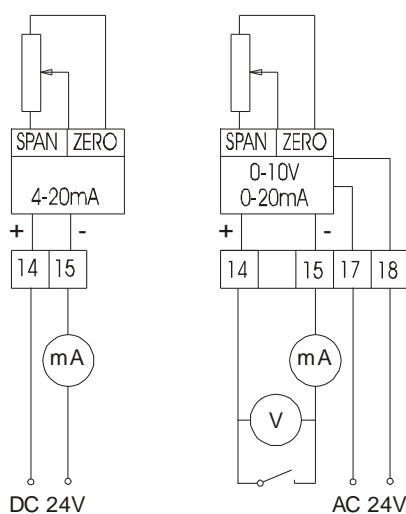 SPAN ZERO
4-20mA
+ -
14 15
mA
DC 24V
SPAN ZERO
0-10V
0-20mA
+ -
14 15 17 18
mA
V
AC 24V